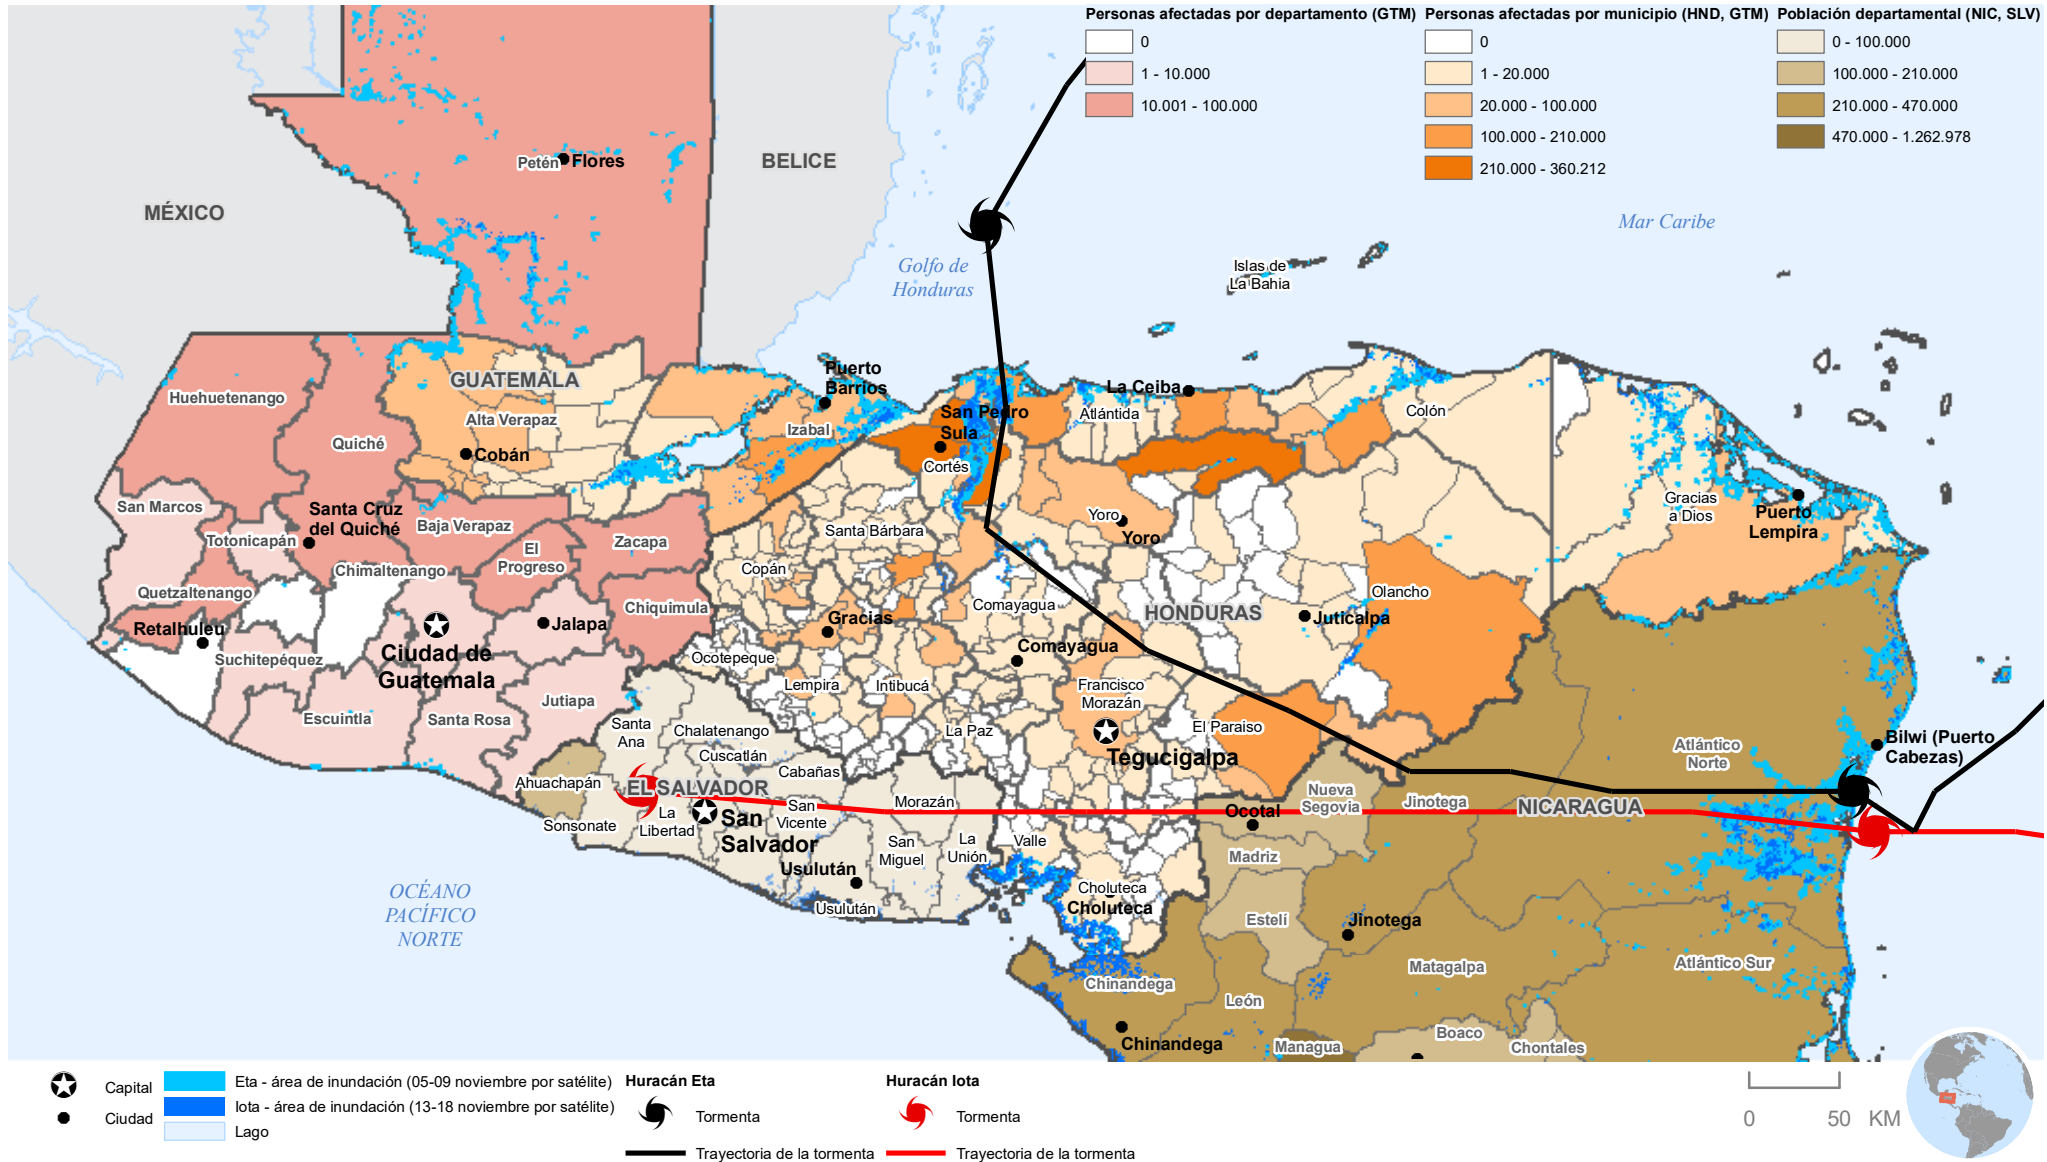 Personas afectadas por departamento (GTM)
0
1 - 10.000
10.001 - 100.000
Personas afectadas por municipio (HND, GTM)
0
1 - 20.000
20.000 - 100.000
100.000 - 210.000
210.000 - 360.212
Población departamental (NIC, SLV)
0 - 100.000
100.000 - 210.000
210.000 - 470.000
470.000 - 1.262.978
Petén
Flores
BELICE
MÉXICO
Mar Caribe
Golfo de
Honduras
Islas de
La Bahia
Huehuetenango
GUATEMALA
Puerto
Barrios
La Ceiba
Quiché
Alta Verapaz
Izabal
San Pedro
Sula
Atlántida
Colón
Cobán
Cortés
San Marcos
Santa Cruz
del Quiché
Baja Verapaz
Totonicapán
El
Progreso
Zacapa
Santa Bárbara
Yoro
Yoro
Gracias
a Dios
Puerto
Lempira
Chimaltenango
Copán
Quetzaltenango
Chiquimula
Comayagua
HONDURAS
Olancho
Retalhuleu
Jalapa
Gracias
Juticalpa
Suchitepéquez
Ciudad de
Guatemala
Ocotepeque
Comayagua
Jutiapa
Lempira
Intibucá
Francisco
Morazán
Escuintla
Santa Rosa
Santa
Ana
Chalatenango
La Paz
El Paraiso
Cuscatlán
Tegucigalpa
Atlántico
Norte
Bilwi (Puerto
Cabezas)
Ahuachapán
EL SALVADOR
Cabañas
Nueva
Segovia
Jinotega
NICARAGUA
Sonsonate
La
Libertad
San
Salvador
San
Vicente
Morazán
Ocotal
Usulután
San
Miguel
La
Unión
Valle
Madriz
Usulután
Choluteca
Choluteca
Estelí
Jinotega
OCÉANO
PACÍFICO
NORTE
Chinandega
León
Matagalpa
Atlántico Sur
Chinandega
Managua
Boaco
Chontales
Capital
Ciudad
Eta - área de inundación (05-09 noviembre por satélite)
Iota - área de inundación (13-18 noviembre por satélite)
Lago
Huracán Eta
Tormenta
Trayectoria de la tormenta
Huracán Iota
Tormenta
Trayectoria de la tormenta
0 50 KM